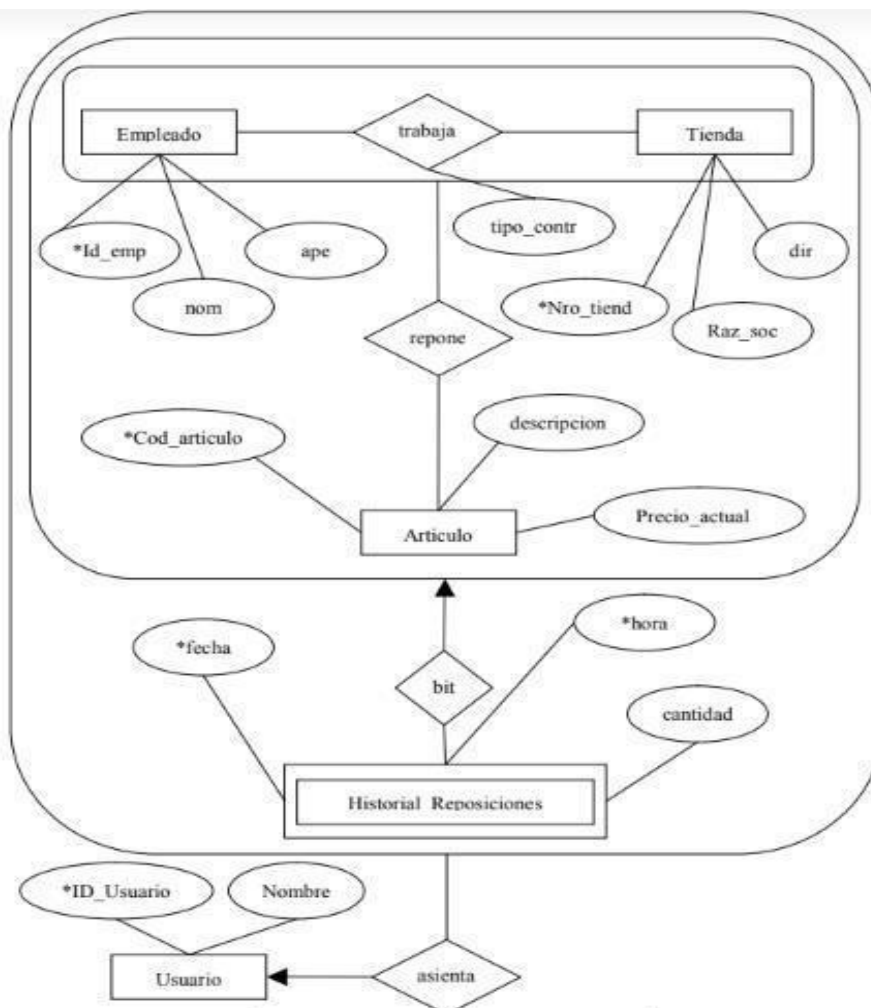 Empleado
trabaja
Tienda
*Id_emp
ape
tipo_contr
dir
nom
*Nro_tiend
Raz_soc
repone
*Cod_articulo
descripcion
Articulo
Precio_actual
*fecha
*hora
bit
cantidad
Historial Reposiciones
*ID_Usuario
Nombre
Usuario
asienta